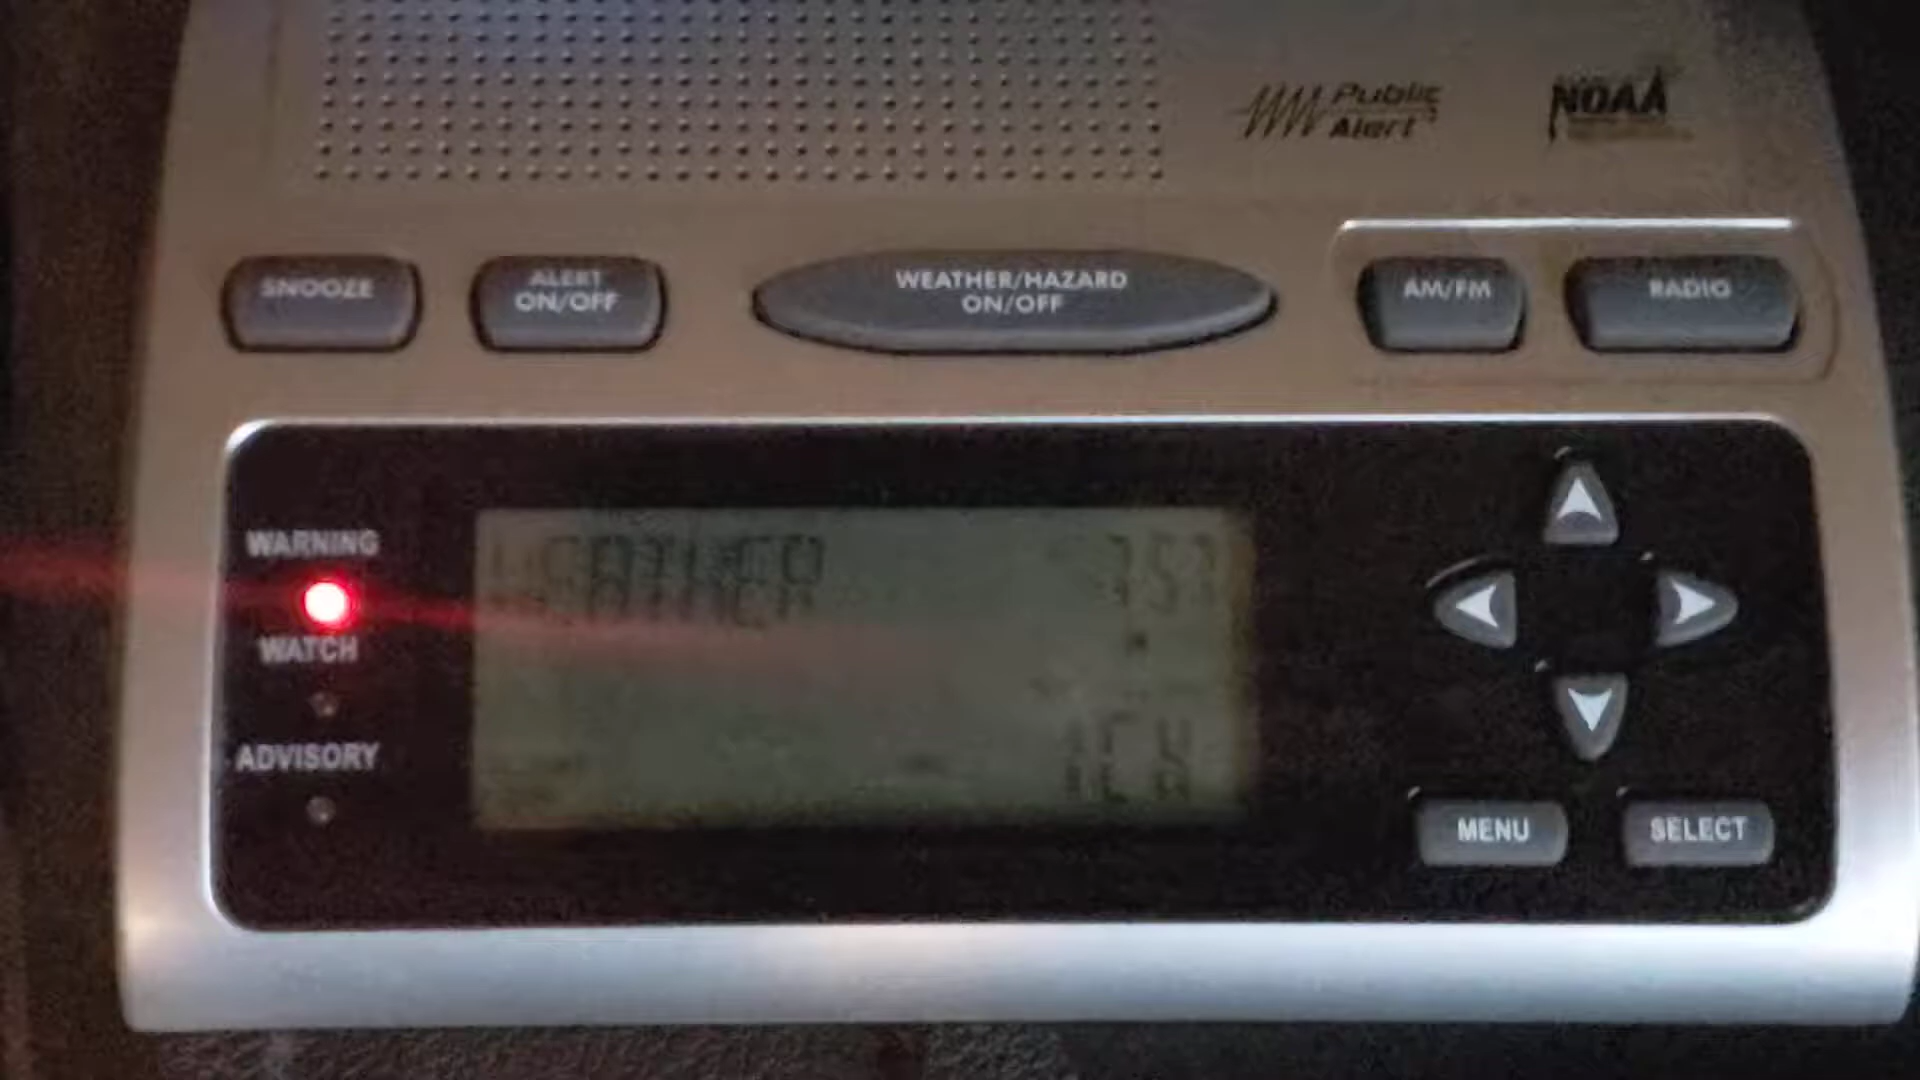 Public
Alert
NOAA
SNOOZE
ALERT
ON/OFF
WEATHER/HAZARD
ON/OFF
AM/FM
RADIO
WARNING
WEATHER
WATCH
ADVISORY
MENU
SELECT